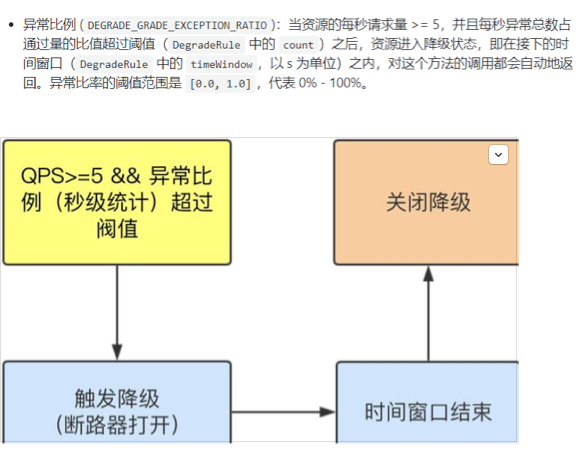 异常比例 ( DEGRADE_GRADE_EXCEPTION_RATIO )：当资源的每秒请求量 >= 5，并且每秒异常总数占
通过量的比值超过阈值（ DegradeRule 中的 count ）之后，资源进入降级状态，即在接下的时
间窗口（ DegradeRule 中的 timeWindow ，以 s 为单位）之内，对这个方法的调用都会自动地返
回。异常比率的阈值范围是 [0.0, 1.0] ，代表 0% - 100%。
QPS>=5 && 异常比
例（秒级统计）超过
阀值
关闭降级
触发降级
(断路器打开)
时间窗口结束